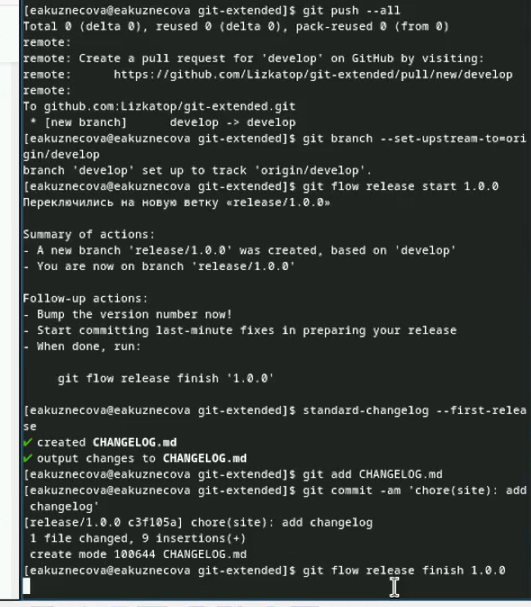 [eakuznecova@eakuznecova git-extended]$ git push --all
Total 0 (delta 0), reused 0 (delta 0), pack-reused 0 (from 0)
remote:
remote: Create a pull request for 'develop' on GitHub by visiting:
remote:      https://github.com/Lizkatop/git-extended/pull/new/develop
remote:
To github.com:Lizkatop/git-extended.git
 * [new branch]      develop -> develop
[eakuznecova@eakuznecova git-extended]$ git branch --set-upstream-to=ori
gin/develop
branch 'develop' set up to track 'origin/develop'.
[eakuznecova@eakuznecova git-extended]$ git flow release start 1.0.0
Переключились на новую ветку «release/1.0.0»

Summary of actions:
- A new branch 'release/1.0.0' was created, based on 'develop'
- You are now on branch 'release/1.0.0'

Follow-up actions:
- Bump the version number now!
- Start committing last-minute fixes in preparing your release
- When done, run:

     git flow release finish '1.0.0'

[eakuznecova@eakuznecova git-extended]$ standard-changelog --first-relea
se
✔ created CHANGELOG.md
✔ output changes to CHANGELOG.md
[eakuznecova@eakuznecova git-extended]$ git add CHANGELOG.md
[eakuznecova@eakuznecova git-extended]$ git commit -am 'chore(site): add
 changelog'
[release/1.0.0 c3f105a] chore(site): add changelog
 1 file changed, 9 insertions(+)
 create mode 100644 CHANGELOG.md
[eakuznecova@eakuznecova git-extended]$ git flow release finish 1.0.0